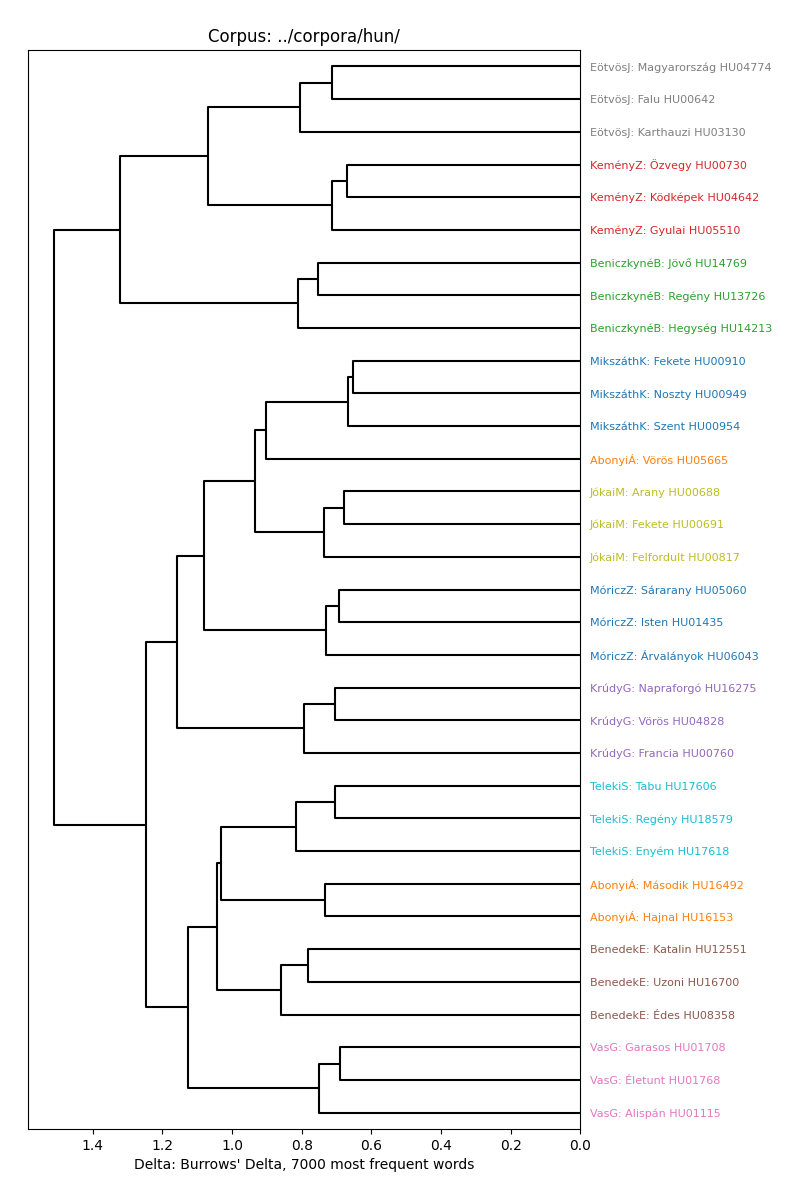 Corpus: ../corpora/hun/
EötvösJ: Magyarország HU04774
EötvösJ: Falu HU00642
EötvösJ: Karthauzi HU03130
KeményZ: Özvegy HU00730
KeményZ: Ködképek HU04642
KeményZ: Gyulai HU05510
BeniczkynéB: Jövő HU14769
BeniczkynéB: Regény HU13726
BeniczkynéB: Hegység HU14213
MikszáthK: Fekete HU00910
MikszáthK: Noszty HU00949
MikszáthK: Szent HU00954
AbonyiÁ: Vörös HU05665
JókaiM: Arany HU00688
JókaiM: Fekete HU00691
JókaiM: Felfordult HU00817
MóriczZ: Sárarany HU05060
MóriczZ: Isten HU01435
MóriczZ: Árvalányok HU06043
KrúdyG: Napraforgó HU16275
KrúdyG: Vörös HU04828
KrúdyG: Francia HU00760
TelekiS: Tabu HU17606
TelekiS: Regény HU18579
TelekiS: Enyém HU17618
AbonyiÁ: Második HU16492
AbonyiÁ: Hajnal HU16153
BenedekE: Katalin HU12551
BenedekE: Uzoni HU16700
BenedekE: Édes HU08358
VasG: Garasos HU01708
VasG: Életunt HU01768
VasG: Alispán HU01115
1.4 1.2 1.0 0.8 0.6 0.4 0.2 0.0
Delta: Burrows' Delta, 7000 most frequent words